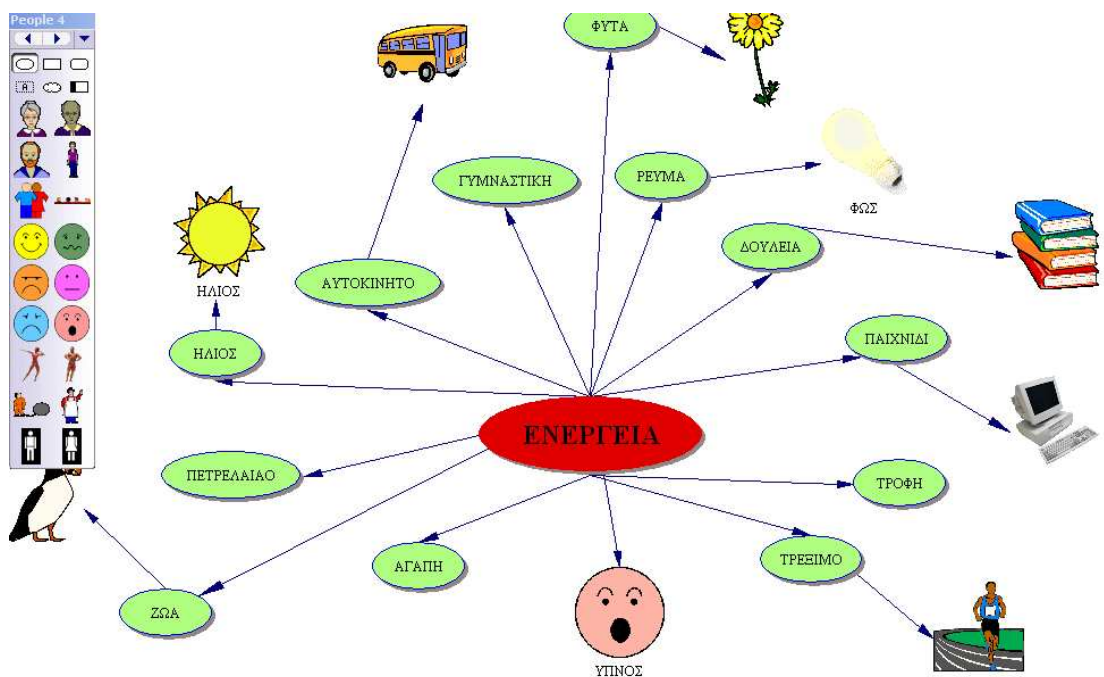 People 4
A
ΦΥΤΑ
ΓΥΜΝΑΣΤΙΚΗ
ΡΕΥΜΑ
ΦΩΣ
ΔΟΥΛΕΙΑ
ΑΥΤΟΚΙΝΗΤΟ
ΗΛΙΟΣ
ΗΛΙΟΣ
ΠΑΙΧΝΙΔΙ
ΕΝΕΡΓΕΙΑ
ΠΕΤΡΕΛΑΙΑΟ
ΤΡΟΦΗ
ΑΓΑΠΗ
ΤΡΕΞΙΜΟ
ΖΩΑ
ΥΠΝΟΣ